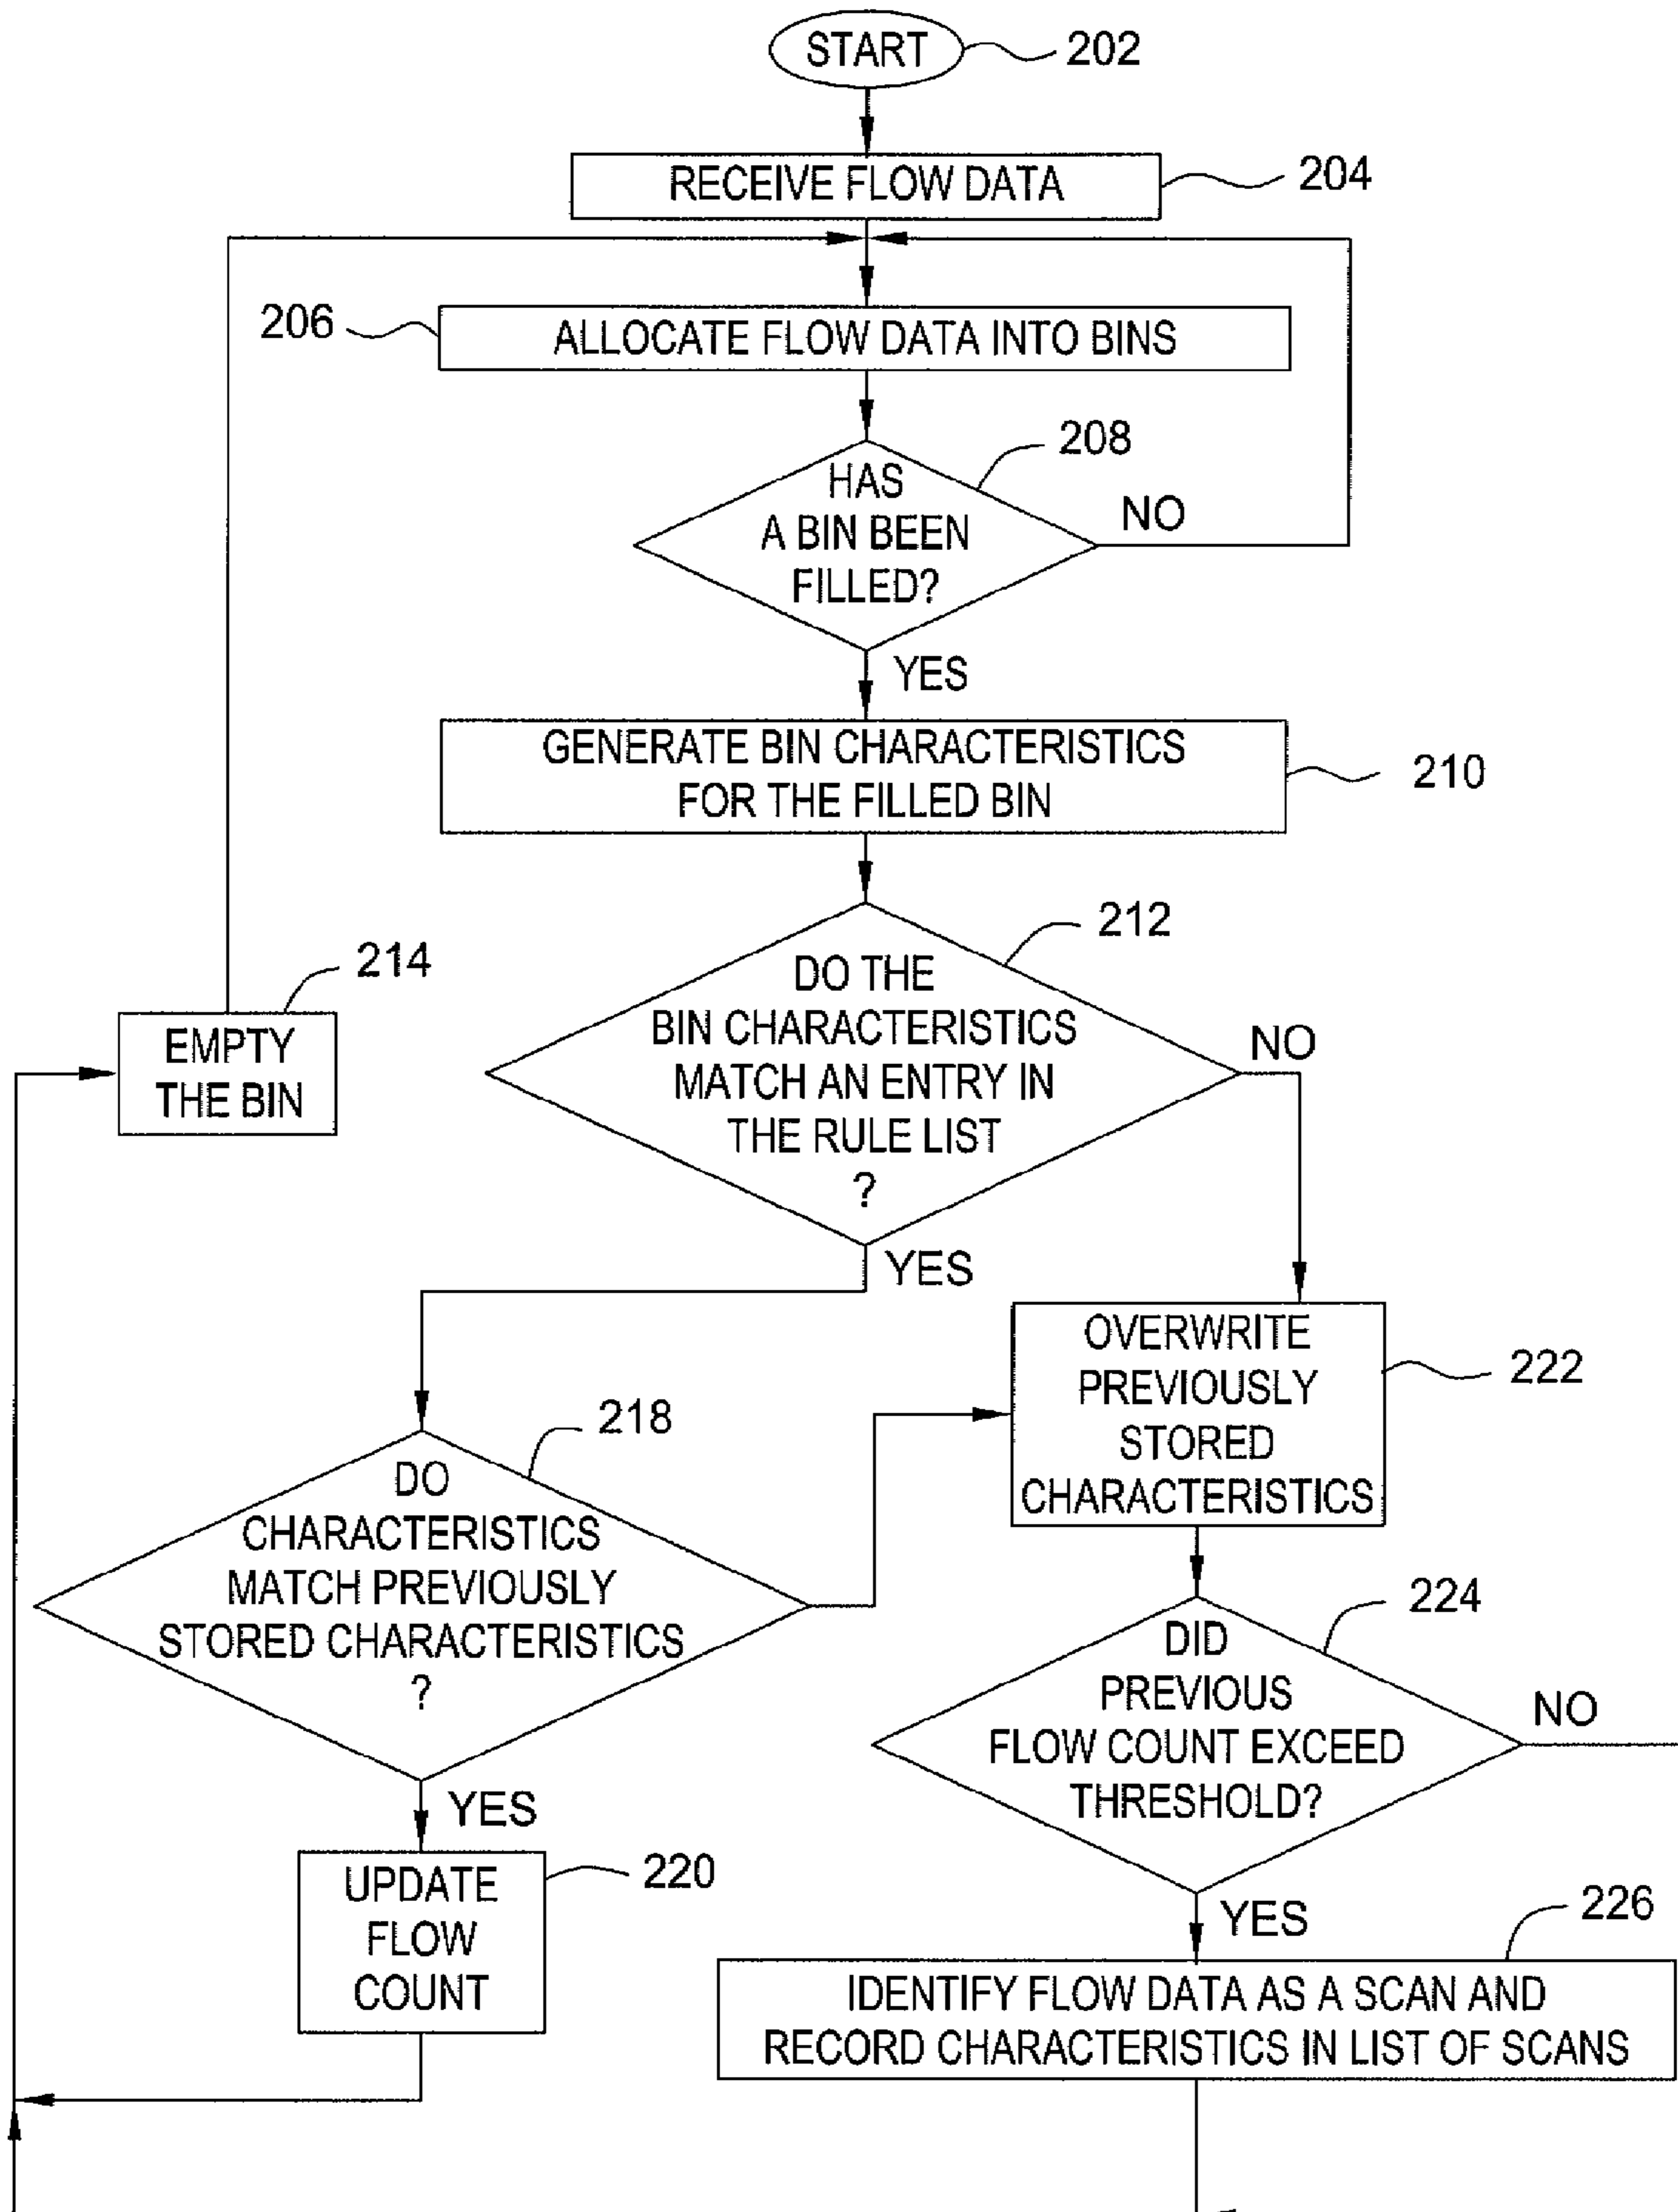 START
202
RECEIVE FLOW DATA
204
206
ALLOCATE FLOW DATA INTO BINS
208
HAS
A BIN BEEN
FILLED?
NO
YES
GENERATE BIN CHARACTERISTICS
FOR THE FILLED BIN
210
212
DO THE
BIN CHARACTERISTICS
MATCH AN ENTRY IN
THE RULE LIST
?
NO
YES
214
EMPTY
THE BIN
218
DO
CHARACTERISTICS
MATCH PREVIOUSLY
STORED CHARACTERISTICS
?
YES
220
UPDATE
FLOW
COUNT
OVERWRITE
PREVIOUSLY
STORED
CHARACTERISTICS
222
224
DID
PREVIOUS
FLOW COUNT EXCEED
THRESHOLD?
NO
YES
226
IDENTIFY FLOW DATA AS A SCAN AND
RECORD CHARACTERISTICS IN LIST OF SCANS